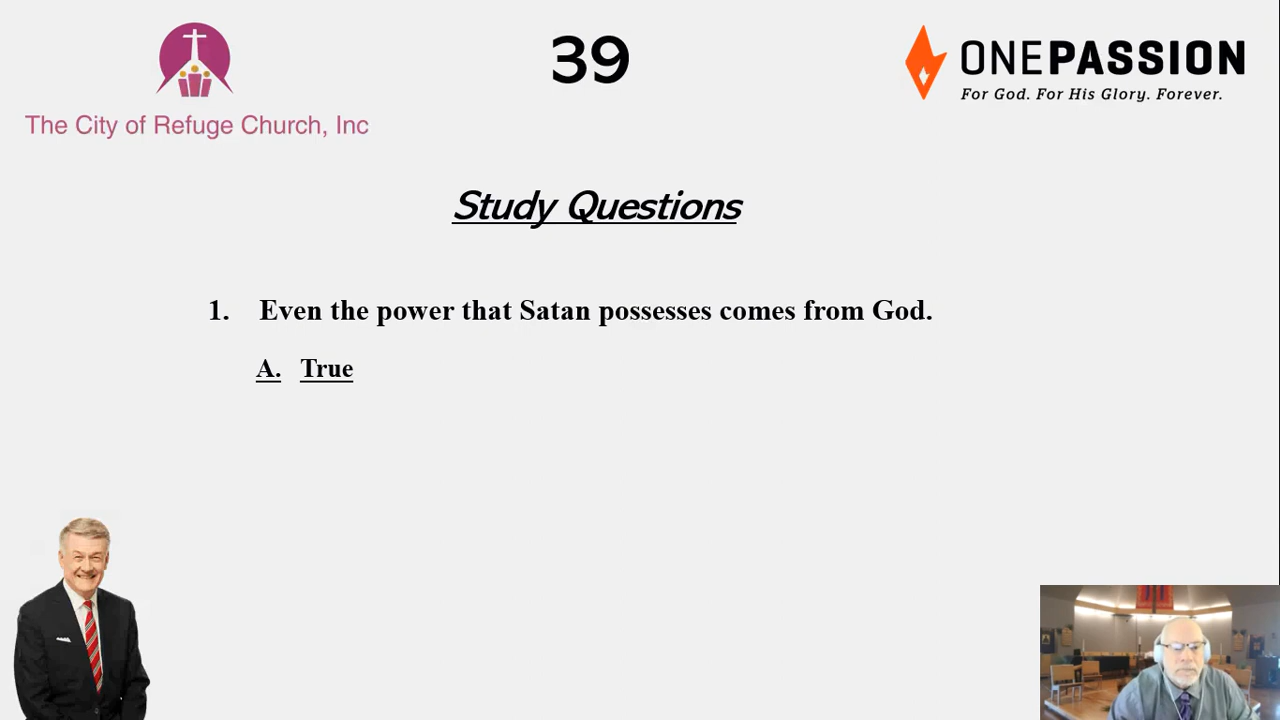 The City of Refuge Church, Inc
39
ONEPASSION
For God. For His Glory. Forever.
Study Questions
1. Even the power that Satan possesses comes from God.
A. True